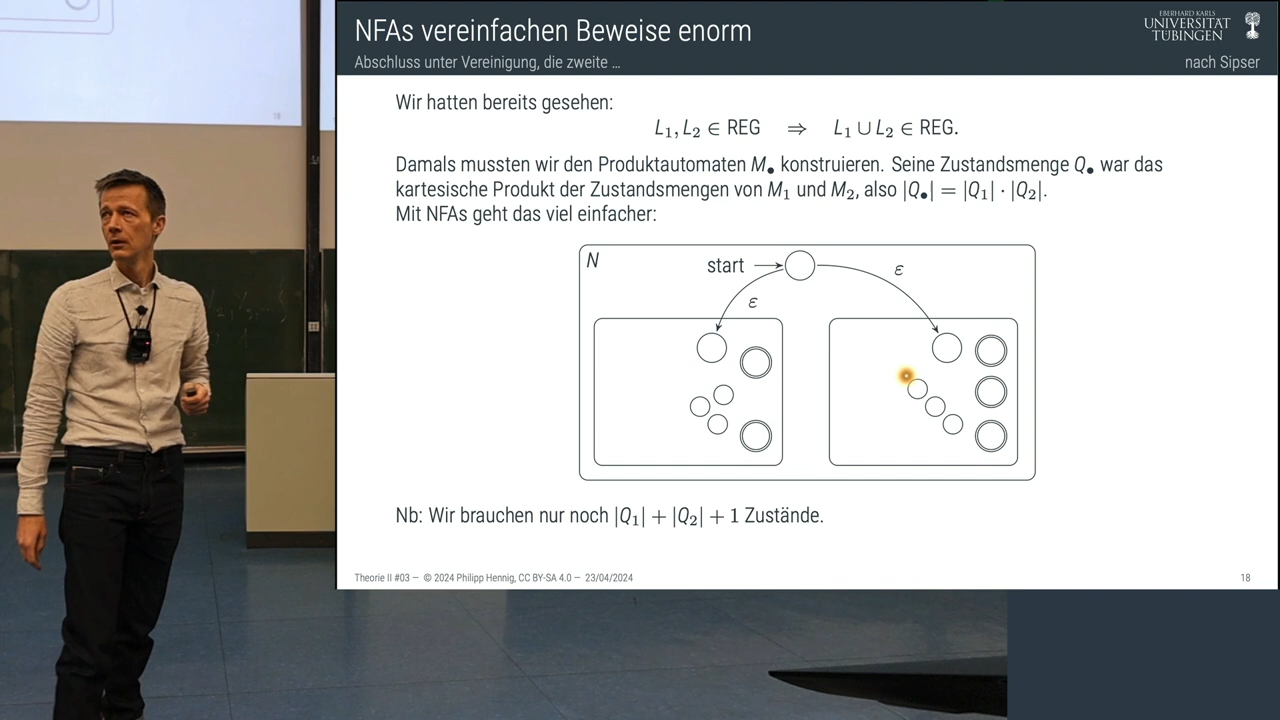 NFAs vereinfachen Beweise enorm
Abschluss unter Vereinigung, die zweite …
EBERHARD KARLS
UNIVERSITÄT
TÜBINGEN
nach Sipser
Wir hatten bereits gesehen:
L₁, L₂ ∈ REG ⇒ L₁ ∪ L₂ ∈ REG.
Damals mussten wir den Produktautomaten M● konstruieren. Seine Zustandsmenge Q● war das
kartesische Produkt der Zustandsmengen von M₁ und M₂, also |Q●| = |Q₁| · |Q₂|.
Mit NFAs geht das viel einfacher:
N
start
ε
ε
Nb: Wir brauchen nur noch |Q₁| + |Q₂| + 1 Zustände.
Theorie II #03 — © 2024 Philipp Hennig, CC BY-SA 4.0 — 23/04/2024
18